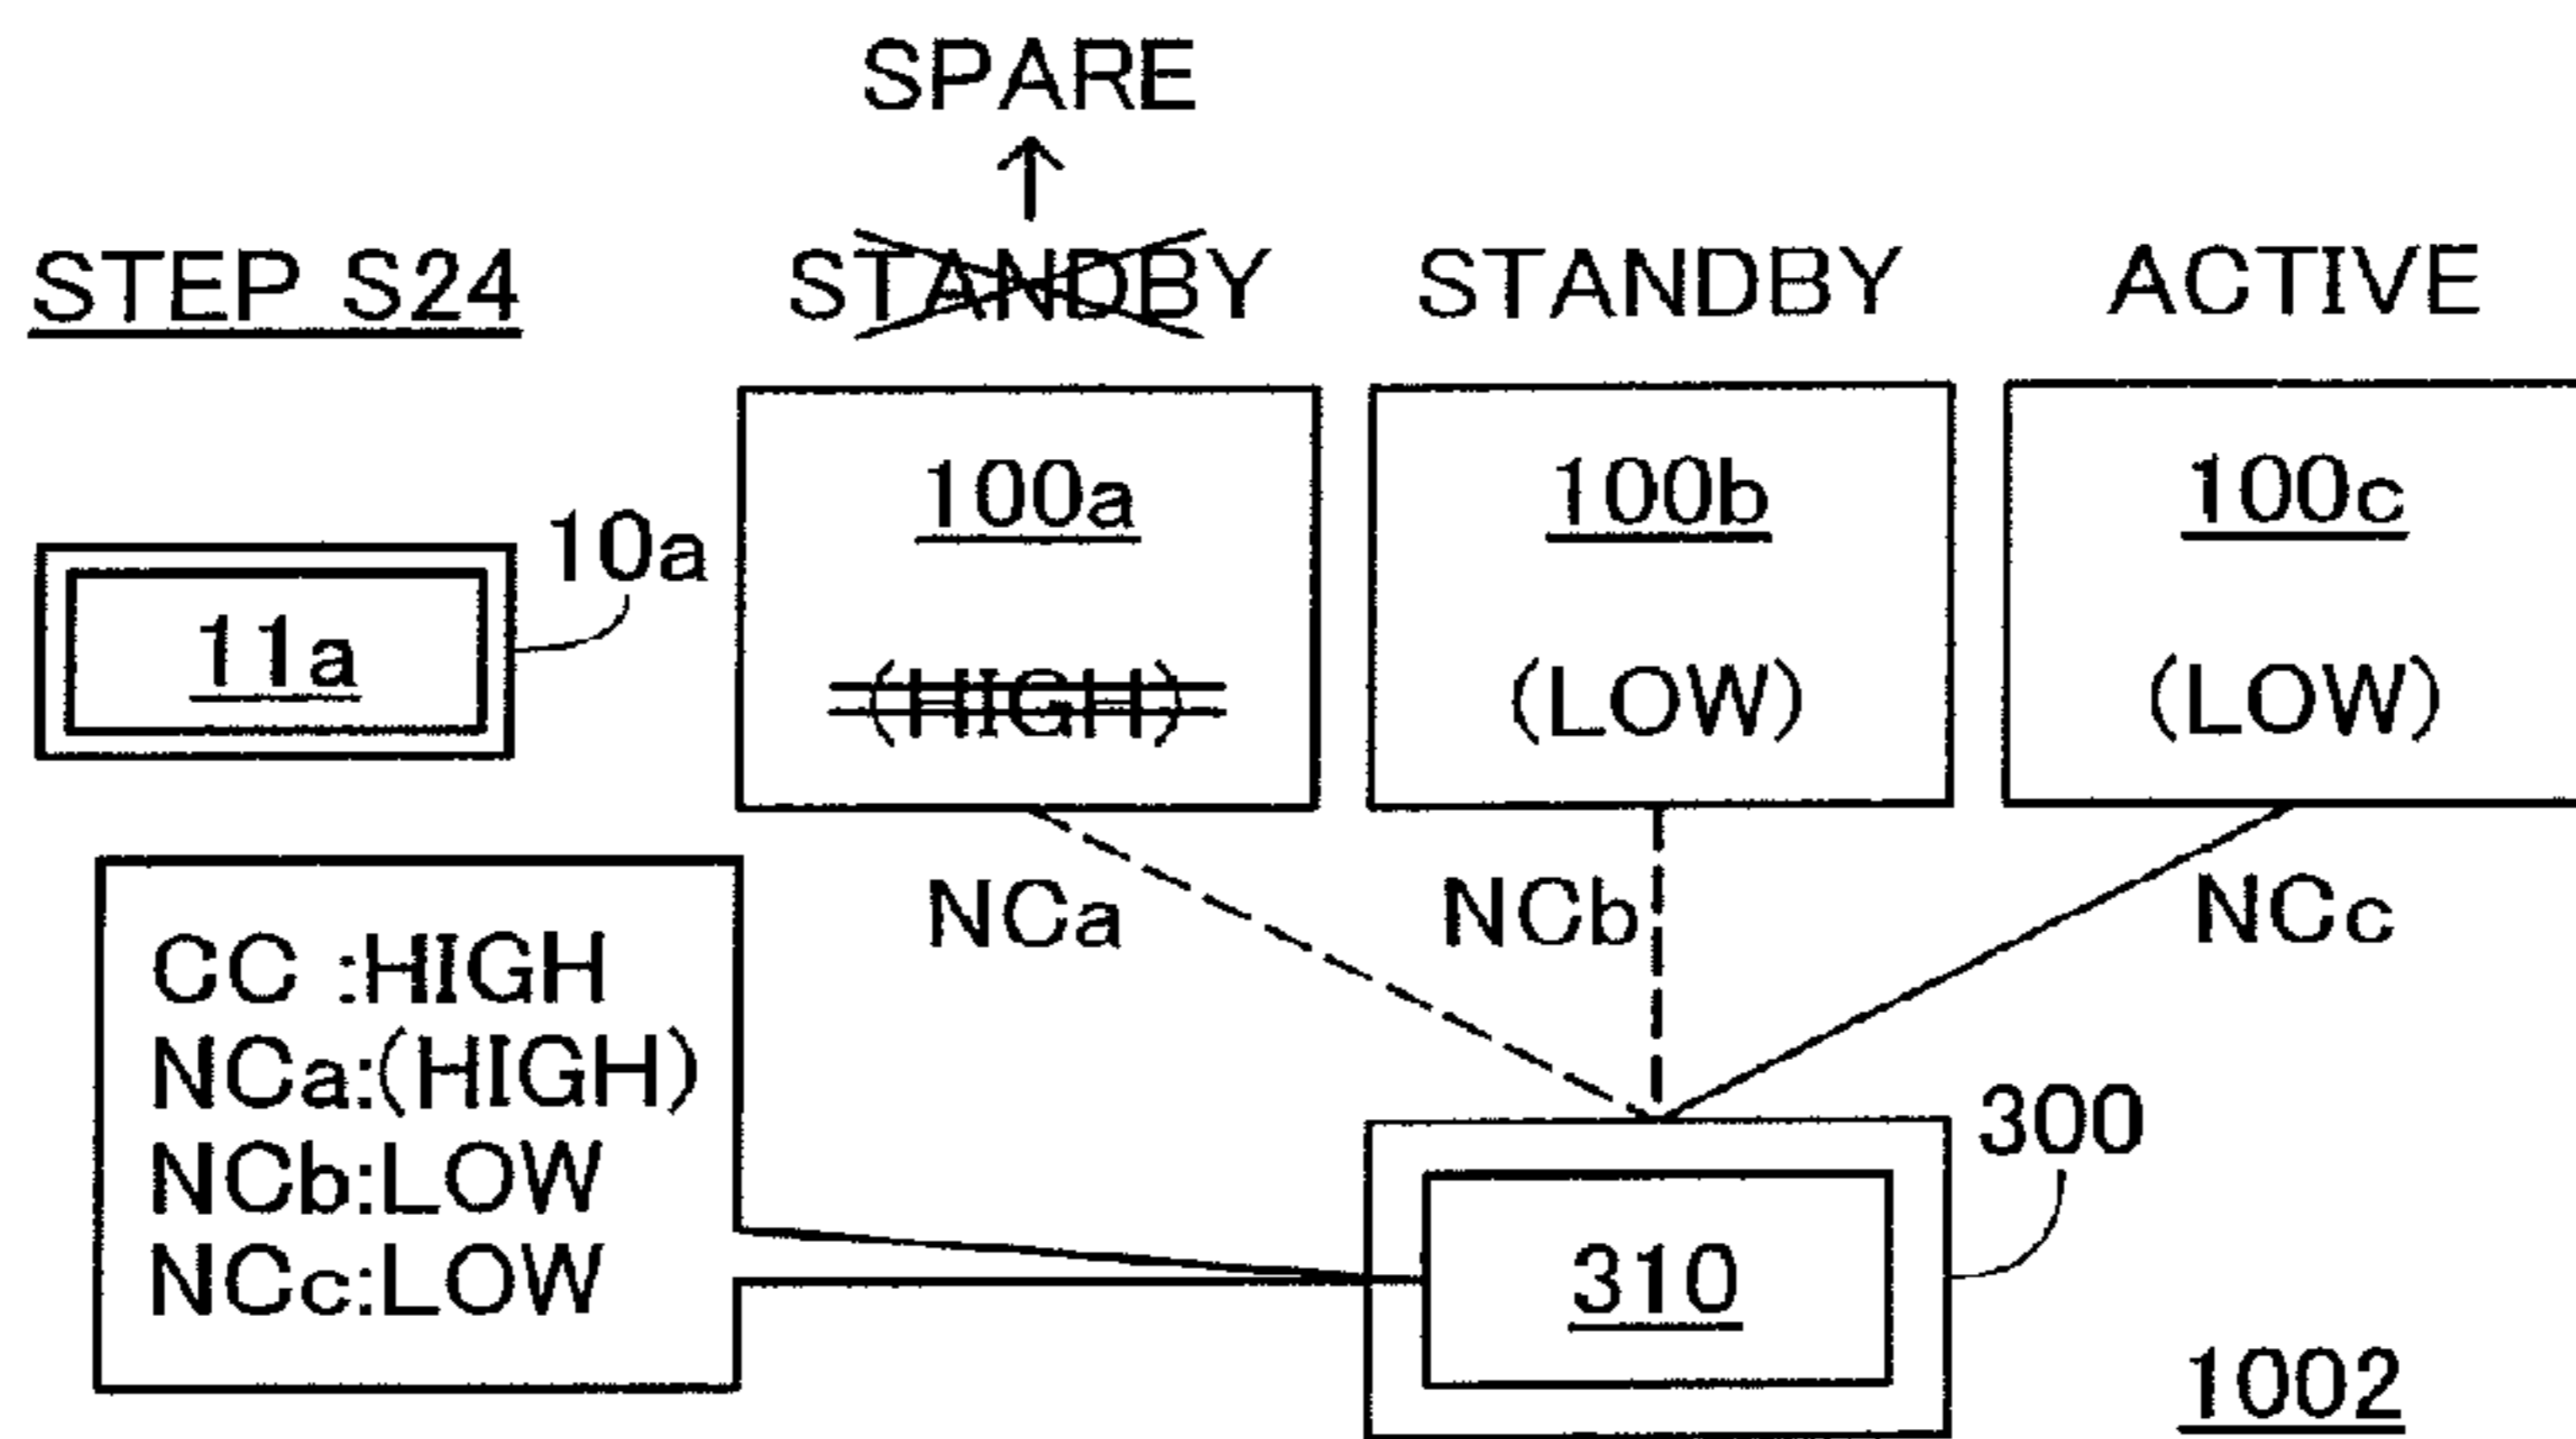 SPARE
STEP S24 STANDBY STANDBY ACTIVE
100a 100b 100c
10a
11a
(HIGH) (LOW) (LOW)
NCa NCb NCc
CC :HIGH
NCa:(HIGH)
NCb:LOW
NCc:LOW
300
310
1002